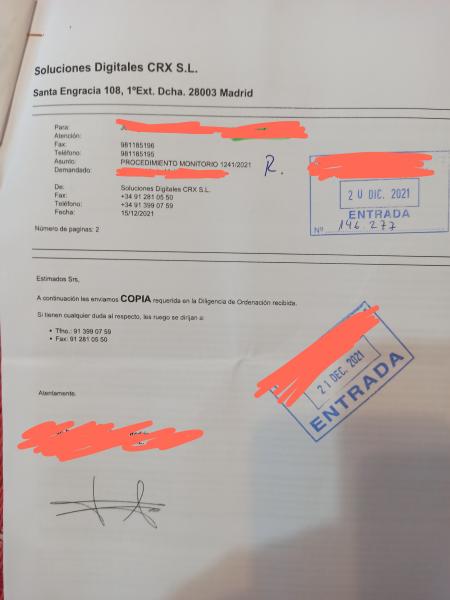 Soluciones Digitales CRX S.L.
Santa Engracia 108, 1ºExt. Dcha. 28003 Madrid
Para:
Atención:
Fax: 981185196
Teléfono: 981185195
Asunto: PROCEDIMIENTO MONITORIO 1241/2021
Demandado:
R.
De: Soluciones Digitales CRX S.L.
Fax: +34 91 281 05 50
Teléfono: +34 91 399 07 59
Fecha: 15/12/2021
20 DIC. 2021
ENTRADA
Nº 146.277
Número de paginas: 2
Estimados Srs,
A continuación les enviamos COPIA requerida en la Diligencia de Ordenación recibida.
Si tienen cualquier duda al respecto, les ruego se dirijan a:
• Tfno.: 91 399 07 59
• Fax: 91 281 05 50
21 DEC. 2021
ENTRADA
Atentamente.